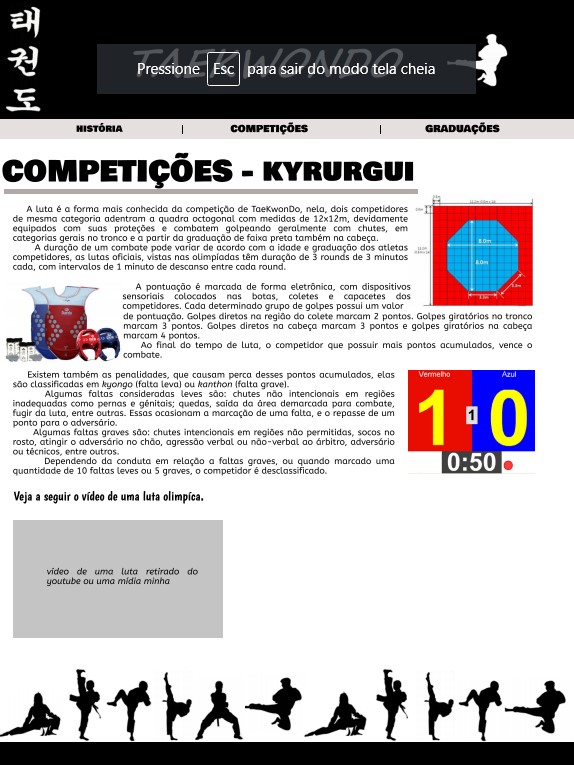 태
권
도
TAEKWONDO
Pressione Esc para sair do modo tela cheia
HISTÓRIA | COMPETIÇÕES | GRADUAÇÕES
COMPETIÇÕES - KYRURGUI
A luta é a forma mais conhecida da competição de TaeKwonDo, nela, dois competidores
de mesma categoria adentram a quadra octogonal com medidas de 12x12m, devidamente
equipados com suas proteções e combatem golpeando geralmente com chutes, em
categorias gerais no tronco e a partir da graduação de faixa preta também na cabeça.
A duração de um combate pode variar de acordo com a idade e graduação dos atletas
competidores, as lutas oficiais, vistas nas olimpíadas têm duração de 3 rounds de 3 minutos
cada, com intervalos de 1 minuto de descanso entre cada round.
8.0m
8.0m
A pontuação é marcada de forma eletrônica, com dispositivos
sensoriais colocados nas botas, coletes e capacetes dos
competidores. Cada determinado grupo de golpes possui um valor
de pontuação. Golpes diretos na região do colete marcam 2 pontos. Golpes giratórios no tronco
marcam 3 pontos. Golpes diretos na cabeça marcam 3 pontos e golpes giratórios na cabeça
marcam 4 pontos.
Ao final do tempo de luta, o competidor que possuir mais pontos acumulados, vence o
combate.
Existem também as penalidades, que causam perca desses pontos acumulados, elas
são classificadas em kyongo (falta leva) ou kanthon (falta grave).
Algumas faltas consideradas leves são: chutes não intencionais em regiões
inadequadas como pernas e gênitais; quedas, saída da área demarcada para combate,
fugir da luta, entre outras. Essas ocasionam a marcação de uma falta, e o repasse de um
ponto para o adversário.
Algumas faltas graves são: chutes intencionais em regiões não permitidas, socos no
rosto, atingir o adversário no chão, agressão verbal ou não-verbal ao árbitro, adversário
ou técnicos, entre outros.
Dependendo da conduta em relação a faltas graves, ou quando marcado uma
quantidade de 10 faltas leves ou 5 graves, o competidor é desclassificado.
Vermelho Azul
1 1 0
0:50
Veja a seguir o vídeo de uma luta olimpíca.
vídeo de uma luta retirado do
youtube ou uma mídia minha